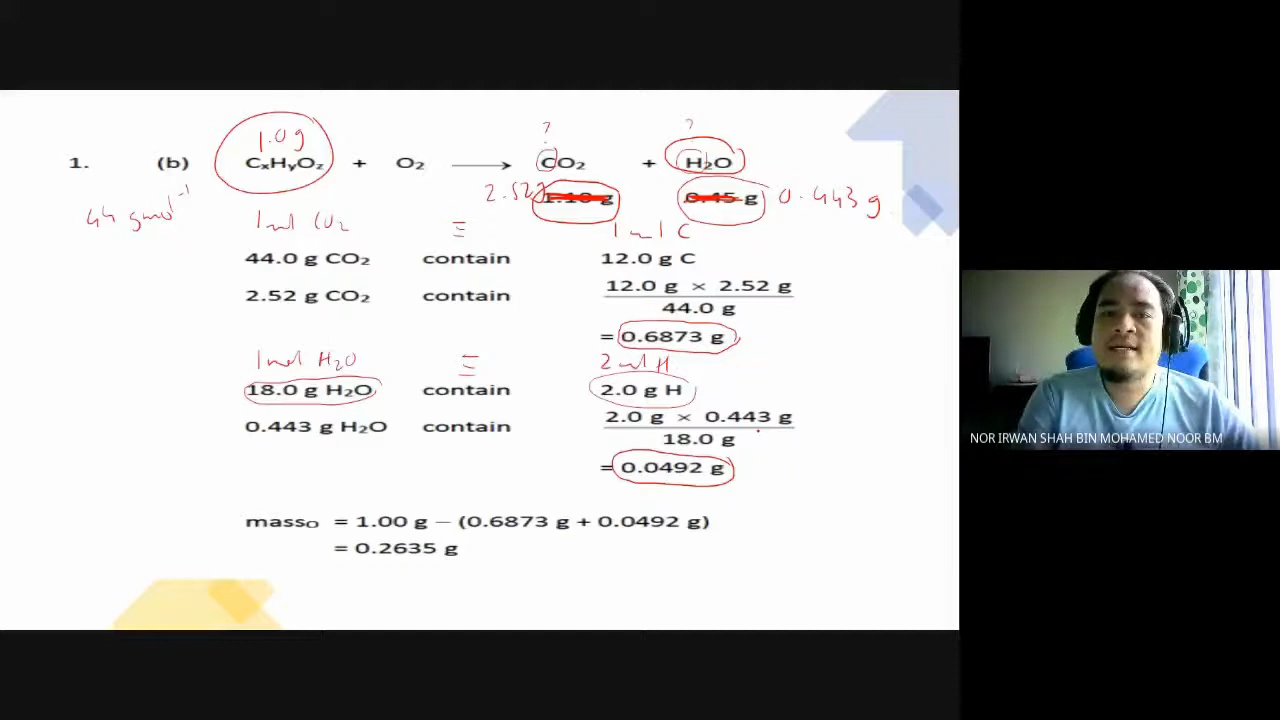 1.0 g
? ?
1. (b) CxHyOz + O₂ ⟶ CO₂ + H₂O
2.52g 1.10 g 0.45 g 0.443 g
44 gmol⁻¹
1 mol CO₂ ≡ 1 mol C
44.0 g CO₂ contain 12.0 g C
2.52 g CO₂ contain 12.0 g × 2.52 g
44.0 g
= 0.6873 g
1 mol H₂O ≡ 2 mol H
18.0 g H₂O contain 2.0 g H
0.443 g H₂O contain 2.0 g × 0.443 g
18.0 g
= 0.0492 g
massO = 1.00 g – (0.6873 g + 0.0492 g)
= 0.2635 g
NOR IRWAN SHAH BIN MOHAMED NOOR BM